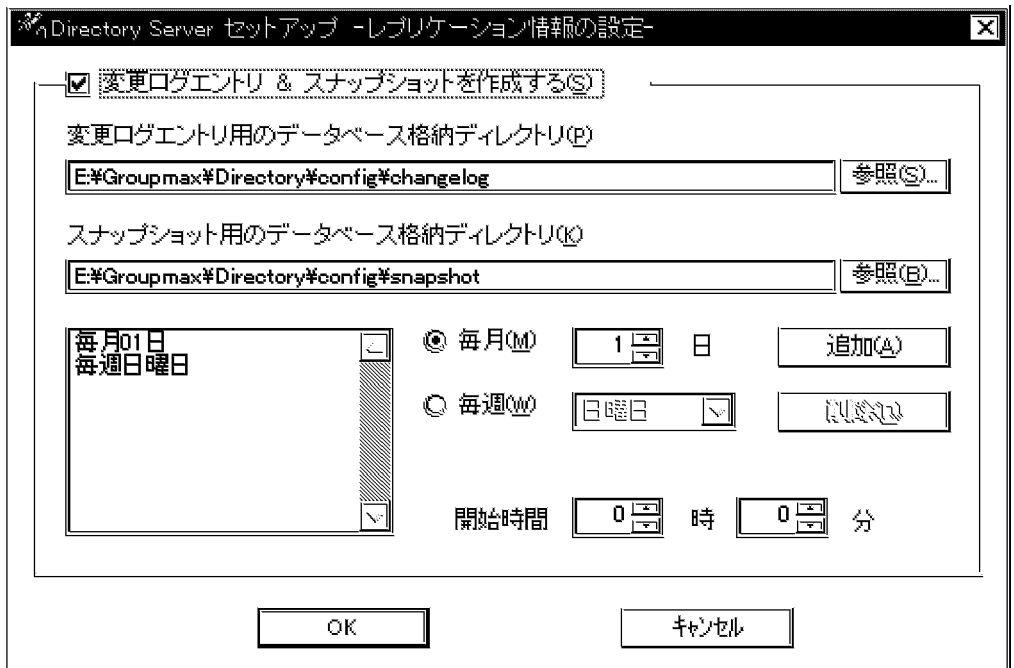 Directory Server セットアップ -レプリケーション情報の設定-
変更ログエントリ & スナップショットを作成する(S)
変更ログエントリ用のデータベース格納ディレクトリ(P)
E:¥Groupmax¥Directory¥config¥changelog 参照(S)...
スナップショット用のデータベース格納ディレクトリ(K)
E:¥Groupmax¥Directory¥config¥snapshot 参照(B)...
毎月01日
毎週日曜日
毎月(M) 1 日 追加(A)
毎週(W) 日曜日 削除(D)
開始時間 0 時 0 分
OK キャンセル